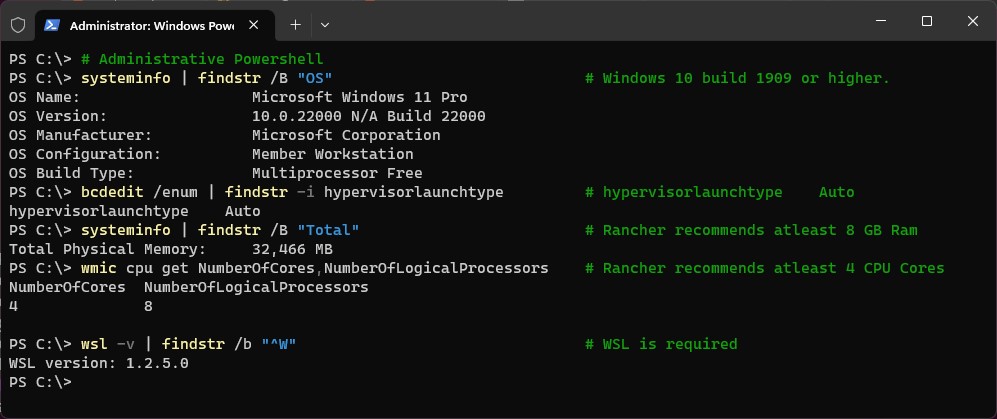 Administrator: Windows Powe
PS C:\> # Administrative Powershell
PS C:\> systeminfo | findstr /B "OS" # Windows 10 build 1909 or higher.
OS Name: Microsoft Windows 11 Pro
OS Version: 10.0.22000 N/A Build 22000
OS Manufacturer: Microsoft Corporation
OS Configuration: Member Workstation
OS Build Type: Multiprocessor Free
PS C:\> bcdedit /enum | findstr -i hypervisorlaunchtype # hypervisorlaunchtype Auto
hypervisorlaunchtype Auto
PS C:\> systeminfo | findstr /B "Total" # Rancher recommends atleast 8 GB Ram
Total Physical Memory: 32,466 MB
PS C:\> wmic cpu get NumberOfCores,NumberOfLogicalProcessors # Rancher recommends atleast 4 CPU Cores
NumberOfCores NumberOfLogicalProcessors
4 8
PS C:\> wsl -v | findstr /b "^W" # WSL is required
WSL version: 1.2.5.0
PS C:\>